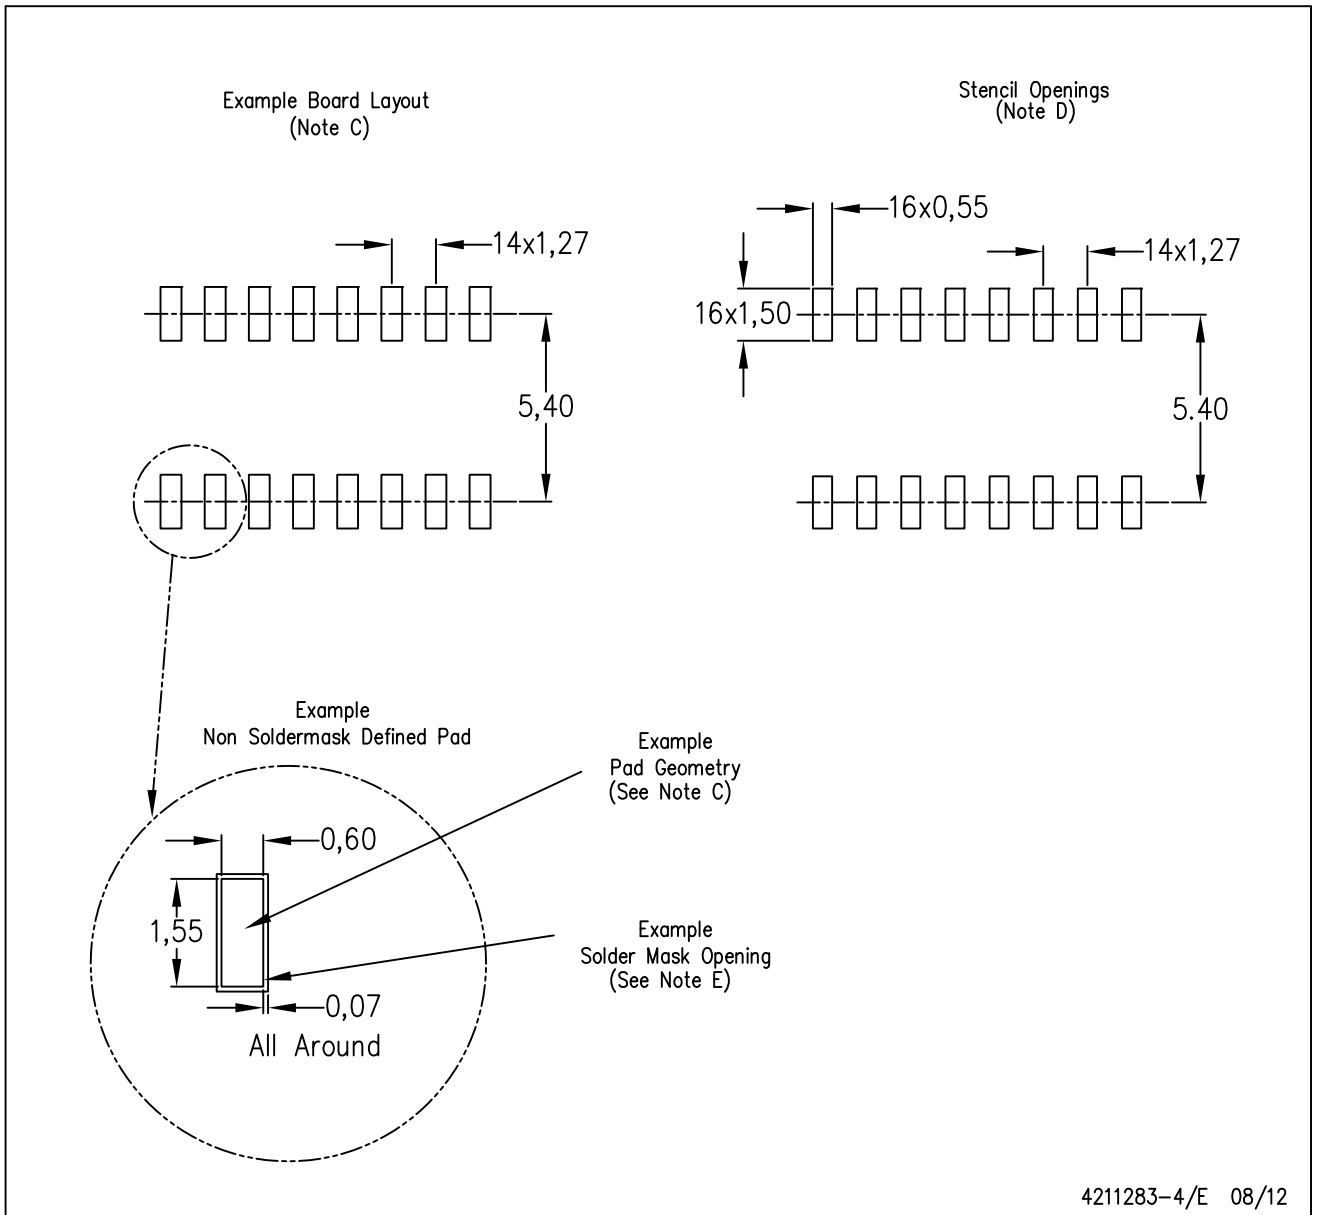 Example Board Layout
(Note C)
Stencil Openings
(Note D)
14x1,27
5,40
16x0,55
14x1,27
16x1,50
5.40
Example
Non Soldermask Defined Pad
Example
Pad Geometry
(See Note C)
0,60
1,55
Example
Solder Mask Opening
(See Note E)
0,07
All Around
4211283-4/E 08/12